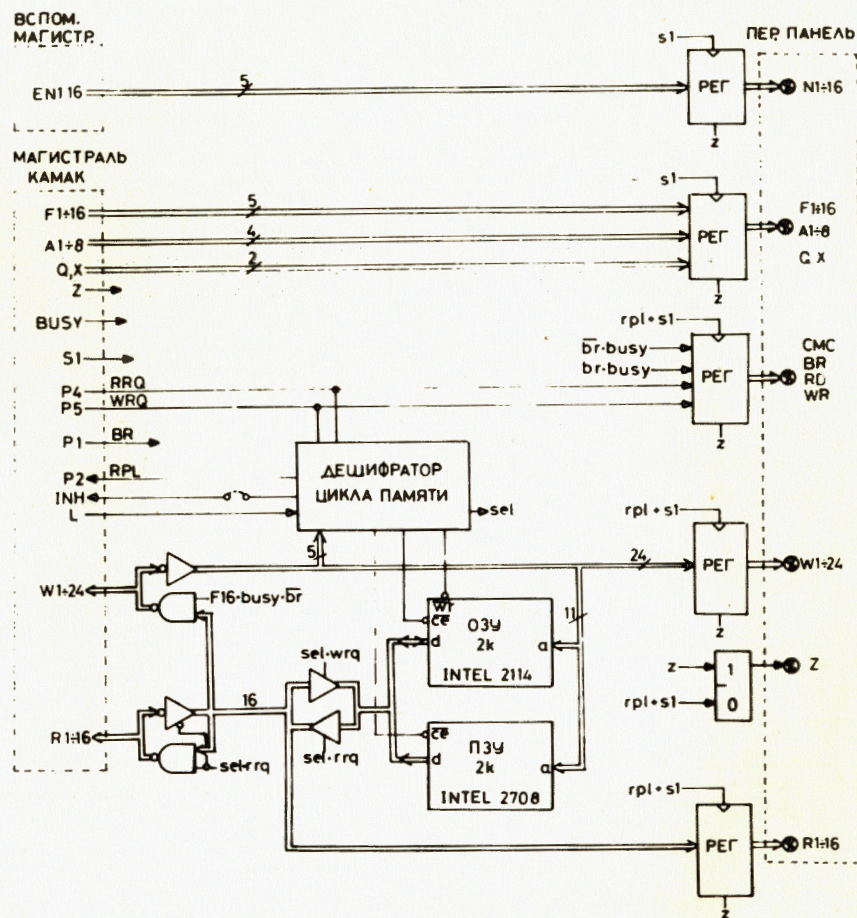 ВСПОМ.
МАГИСТР.
ПЕР. ПАНЕЛЬ
s1
EN1 16
5
РЕГ
N1÷16
z
МАГИСТРАЛЬ
КАМАК
s1
F1÷16
5
F1÷16
A1÷8
4
РЕГ
A1÷8
Q,X
2
Q X
Z
z
BUSY
rpl+s1
S1
br·busy
CMC
br·busy
РЕГ
BR
P4
RRQ
RD
P5
WRQ
WR
P1
BR
z
P2
RPL
ДЕШИФРАТОР
INH
ЦИКЛА ПАМЯТИ
L
sel
rpl+s1
5
24
W1÷24
РЕГ
W1÷24
F16·busy·br
wr
11
ce
ОЗУ
z
d
2k
a
sel·wrq
INTEL 2114
z
1
Z
16
rpl+s1
0
R1÷16
ce
ПЗУ
sel·rrq
sel·rrq
d
2k
a
INTEL 2708
rpl+s1
РЕГ
R1÷16
z